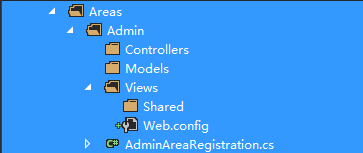 Areas
Admin
Controllers
Models
Views
Shared
Web.config
C# AdminAreaRegistration.cs